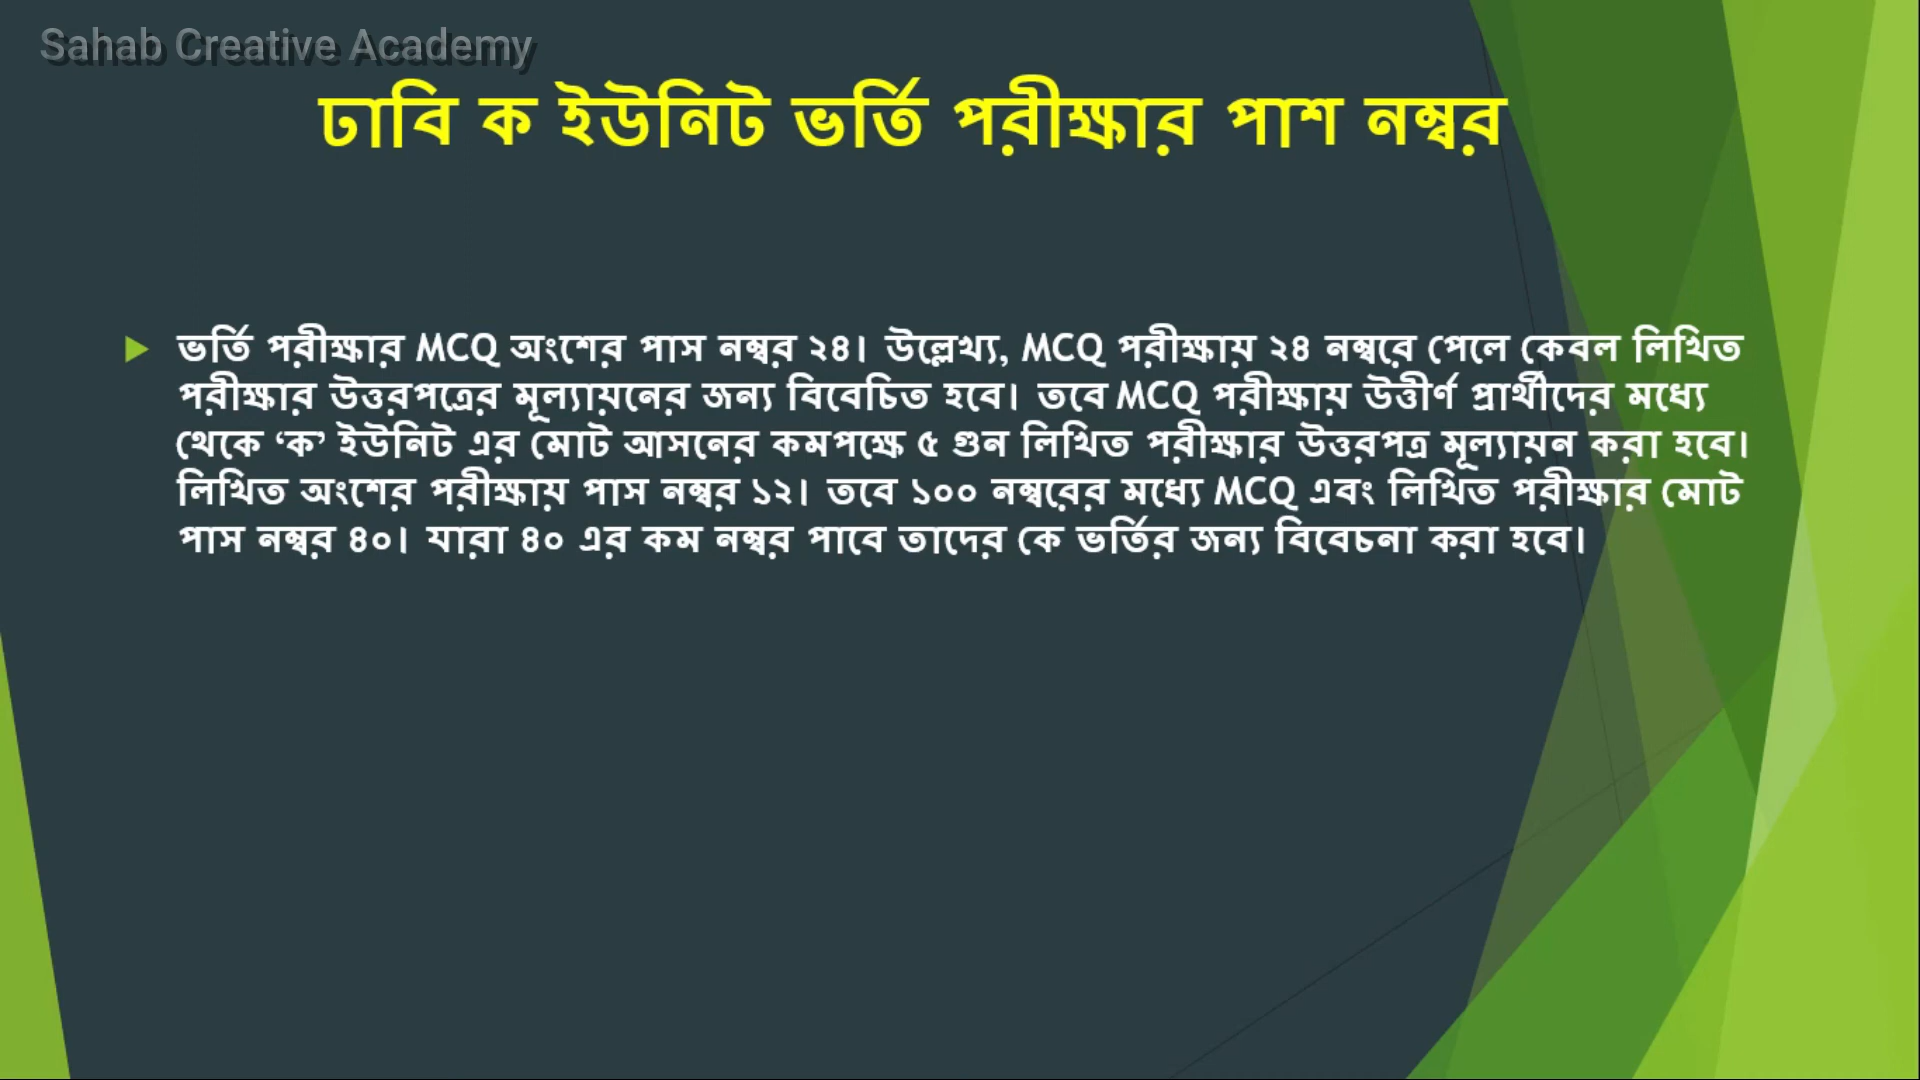 Sahab Creative Academy
ঢাবি ক ইউনিট ভর্তি পরীক্ষার পাশ নম্বর
ভর্তি পরীক্ষার MCQ অংশের পাস নম্বর ২৪। উল্লেখ্য, MCQ পরীক্ষায় ২৪ নম্বরে পেলে কেবল লিখিত
পরীক্ষার উত্তরপত্রের মূল্যায়নের জন্য বিবেচিত হবে। তবে MCQ পরীক্ষায় উত্তীর্ণ প্রার্থীদের মধ্যে
থেকে ‘ক’ ইউনিট এর মোট আসনের কমপক্ষে ৫ গুন লিখিত পরীক্ষার উত্তরপত্র মূল্যায়ন করা হবে।
লিখিত অংশের পরীক্ষায় পাস নম্বর ১২। তবে ১০০ নম্বরের মধ্যে MCQ এবং লিখিত পরীক্ষার মোট
পাস নম্বর ৪০। যারা ৪০ এর কম নম্বর পাবে তাদের কে ভর্তির জন্য বিবেচনা করা হবে।